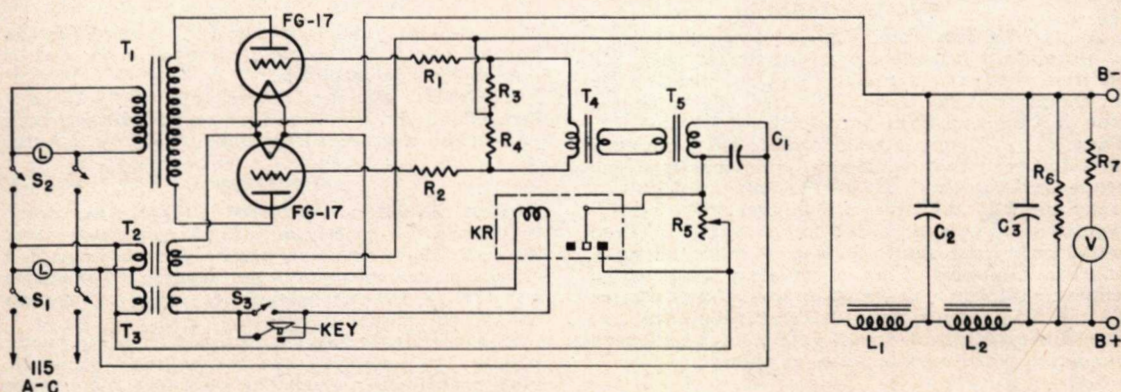 FG-17
T1
R1
R3
R4
T4
T5
C1
B-
S2
R2
FG-17
KR
R5
C2
C3
R6
R7
V
L
T2
L
S1
T3
S3
KEY
L1
L2
B+
115
A-C